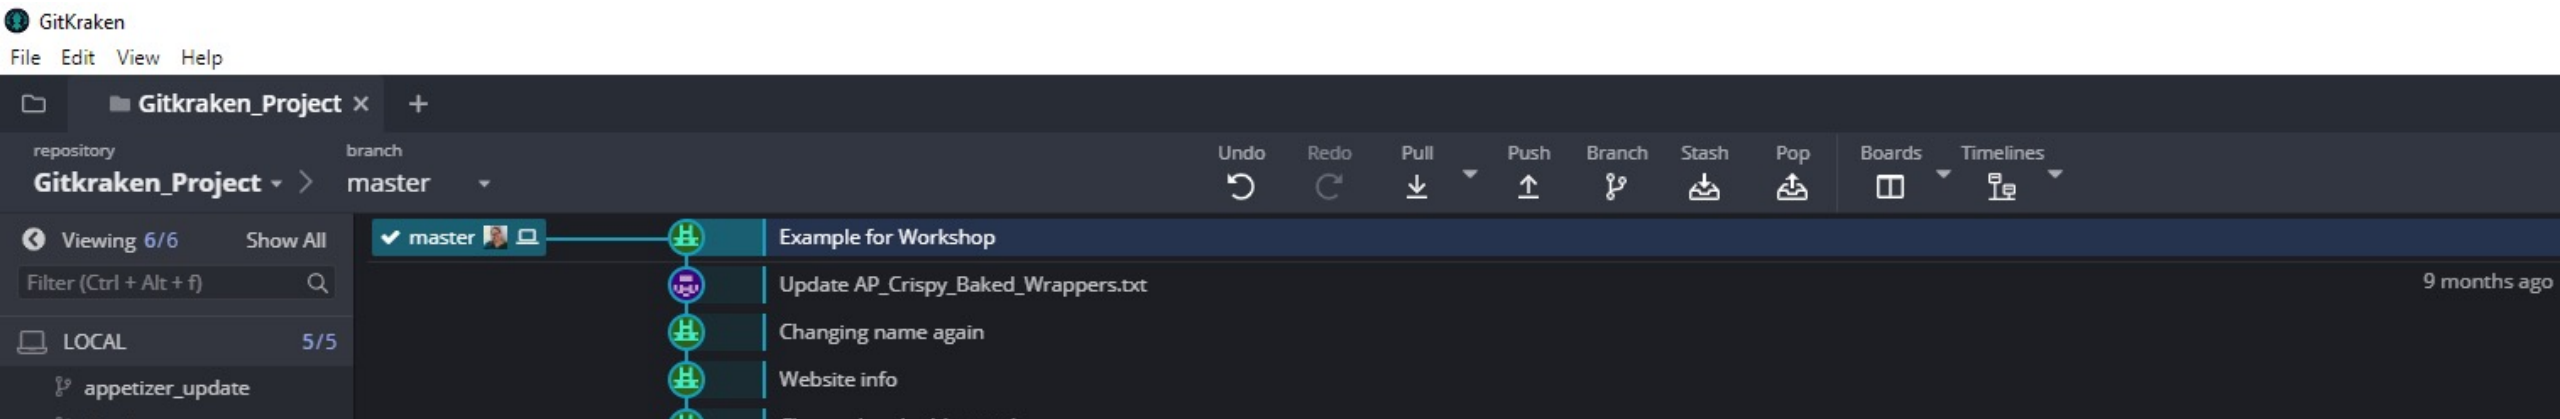 GitKraken
File Edit View Help
Gitkraken_Project × +
repository branch
Gitkraken_Project master
Undo Redo Pull Push Branch Stash Pop Boards Timelines
Viewing 6/6 Show All
master Example for Workshop
Filter (Ctrl + Alt + f)
Update AP_Crispy_Baked_Wrappers.txt 9 months ago
LOCAL 5/5
Changing name again
Website info
appetizer_update